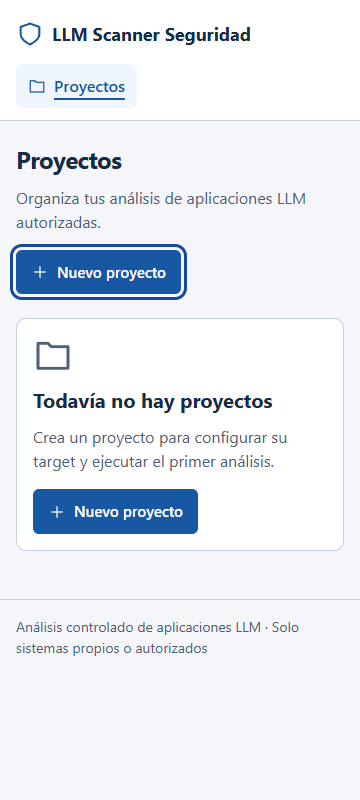 LLM Scanner Seguridad
Proyectos
Proyectos
Organiza tus análisis de aplicaciones LLM
autorizadas.
Nuevo proyecto
Todavía no hay proyectos
Crea un proyecto para configurar su
target y ejecutar el primer análisis.
Nuevo proyecto
Análisis controlado de aplicaciones LLM · Solo
sistemas propios o autorizados